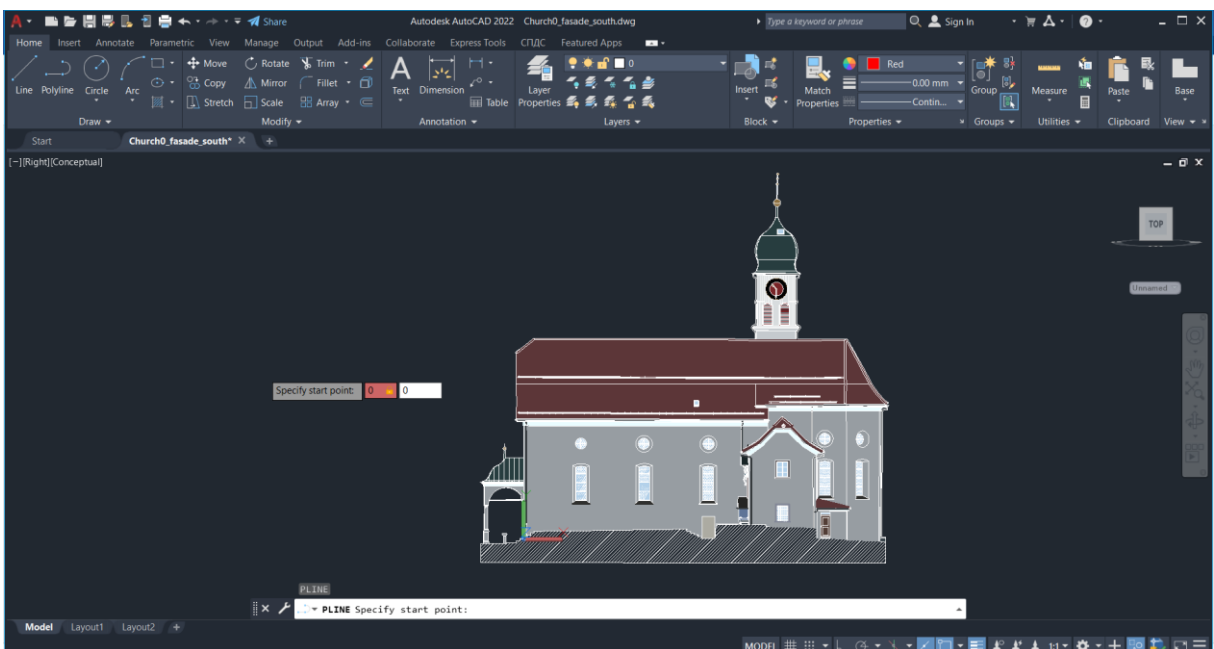 Share
Autodesk AutoCAD 2022 Church0_fasade_south.dwg
Type a keyword or phrase
Sign In
Home Insert Annotate Parametric View Manage Output Add-ins Collaborate Express Tools СПДС Featured Apps
Move Rotate Trim 0 Red
Copy Mirror Fillet 0.00 mm
Line Polyline Circle Arc Text Dimension Layer Insert Match Group Measure Paste Base
Stretch Scale Array Table Properties Properties Contin...
Draw Modify Annotation Layers Block Properties Groups Utilities Clipboard View
Start Church0_fasade_south*
[−][Right][Conceptual]
TOP
Unnamed
Specify start point: 0 0
PLINE
PLINE Specify start point:
Model Layout1 Layout2 +
MODEL 1:1